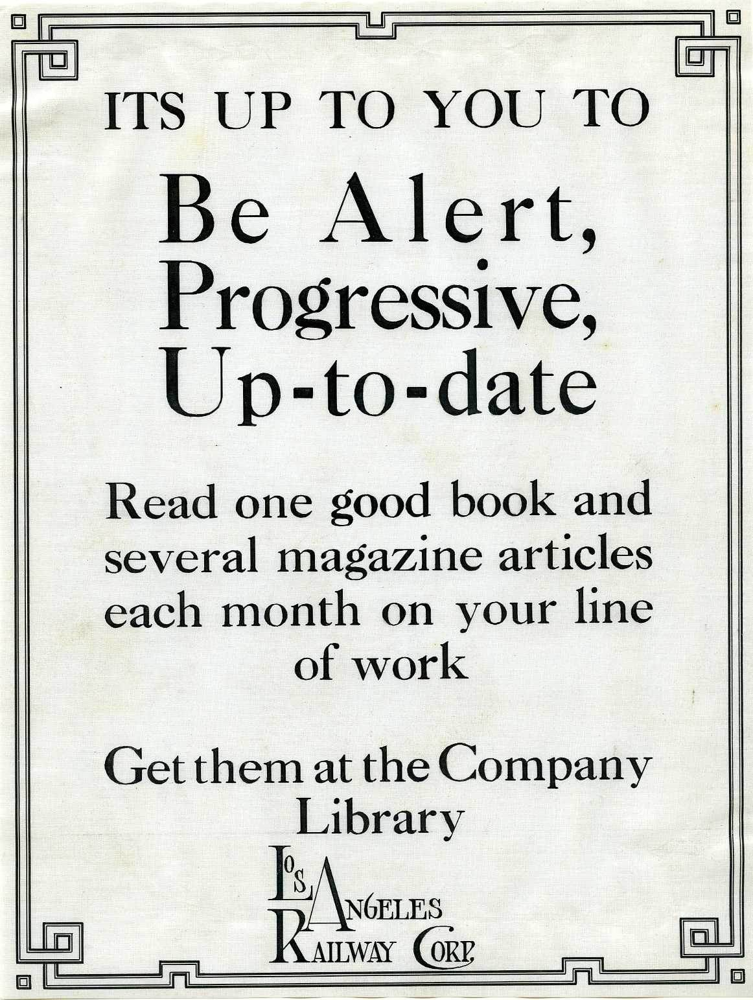 ITS UP TO YOU TO
Be Alert,
Progressive,
Up-to-date
Read one good book and
several magazine articles
each month on your line
of work
Get them at the Company
Library
LOS ANGELES
RAILWAY CORP.